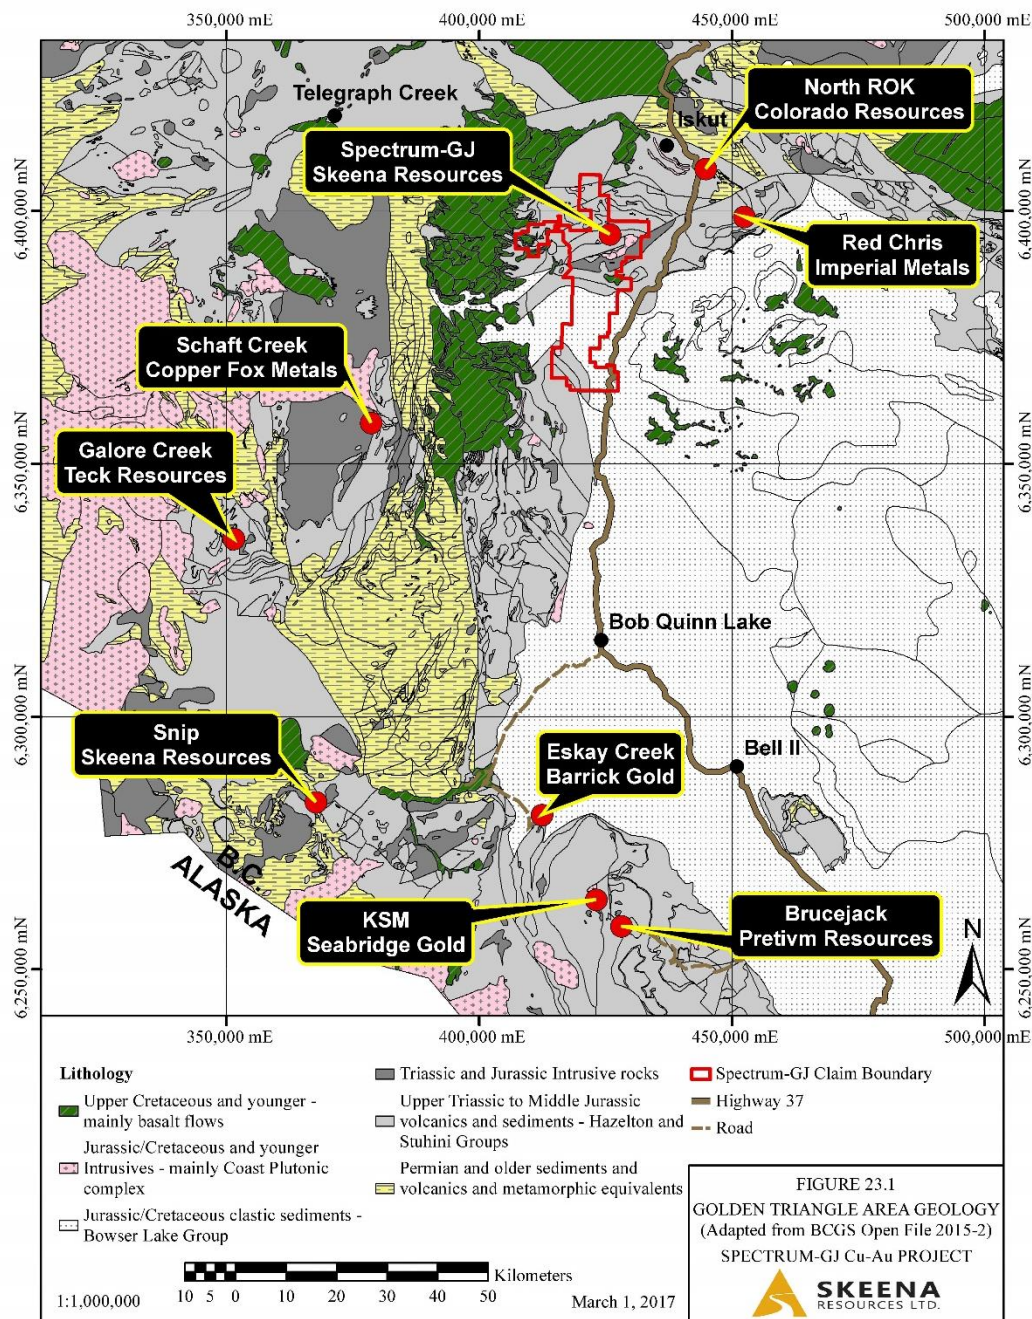 350,000 mE
400,000 mE
450,000 mE
500,000 mE
North ROK
Colorado Resources
Telegraph Creek
Iskut
Spectrum-GJ
Skeena Resources
6,400,000 mN
6,400,000 mN
Red Chris
Imperial Metals
Schaft Creek
Copper Fox Metals
Galore Creek
Teck Resources
6,350,000 mN
6,350,000 mN
Bob Quinn Lake
6,300,000 mN
6,300,000 mN
Snip
Skeena Resources
Eskay Creek
Barrick Gold
Bell II
B.C.
ALASKA
KSM
Seabridge Gold
Brucejack
Pretivm Resources
N
6,250,000 mN
6,250,000 mN
350,000 mE
400,000 mE
450,000 mE
500,000 mE
Lithology
Upper Cretaceous and younger -
mainly basalt flows
Jurassic/Cretaceous and younger
Intrusives - mainly Coast Plutonic
complex
Jurassic/Cretaceous clastic sediments -
Bowser Lake Group
Triassic and Jurassic Intrusive rocks
Upper Triassic to Middle Jurassic
volcanics and sediments - Hazelton and
Stuhini Groups
Permian and older sediments and
volcanics and metamorphic equivalents
Spectrum-GJ Claim Boundary
Highway 37
Road
FIGURE 23.1
GOLDEN TRIANGLE AREA GEOLOGY
(Adapted from BCGS Open File 2015-2)
SPECTRUM-GJ Cu-Au PROJECT
SKEENA
RESOURCES LTD.
Kilometers
10 5 0 10 20 30 40 50
1:1,000,000
March 1, 2017